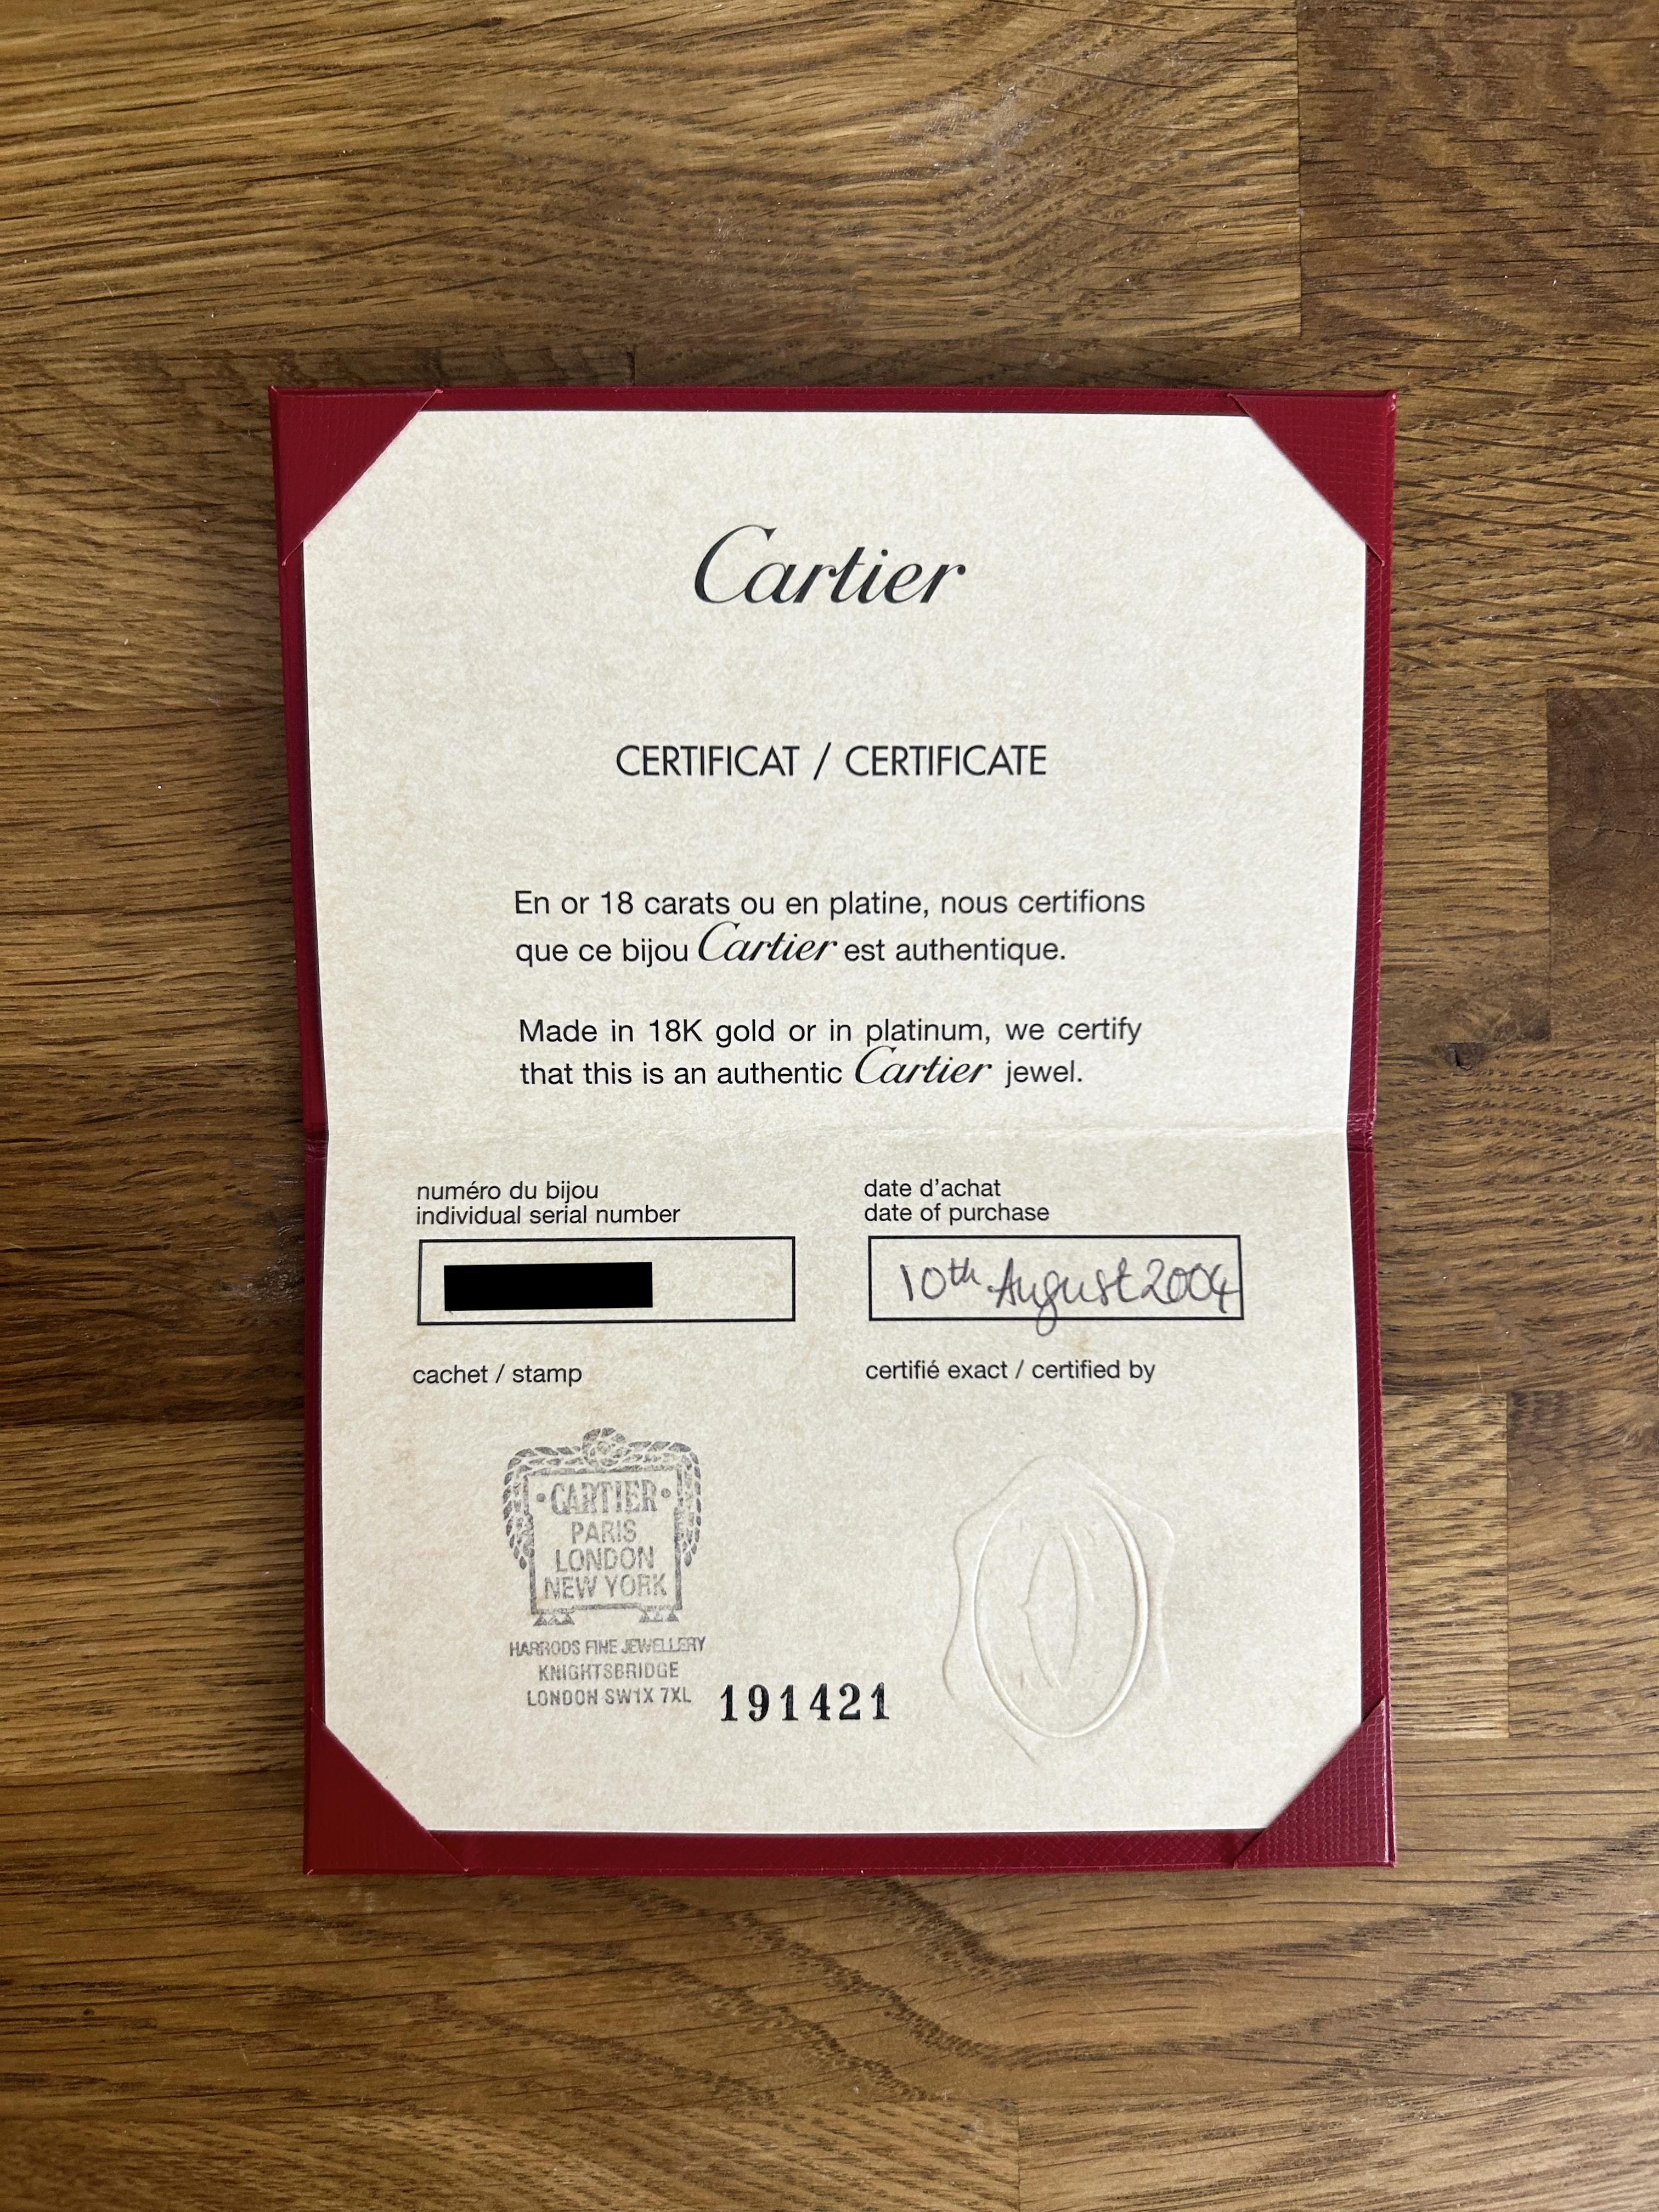 Cartier
CERTIFICAT / CERTIFICATE
En or 18 carats ou en platine, nous certifions
que ce bijou Cartier est authentique.
Made in 18K gold or in platinum, we certify
that this is an authentic Cartier jewel.
numéro du bijou
individual serial number
date d'achat
date of purchase
10th August 2004
cachet / stamp
certifié exact / certified by
·CARTIER·
PARIS
LONDON
NEW YORK
HARRODS FINE JEWELLERY
KNIGHTSBRIDGE
LONDON SW1X 7XL
191421